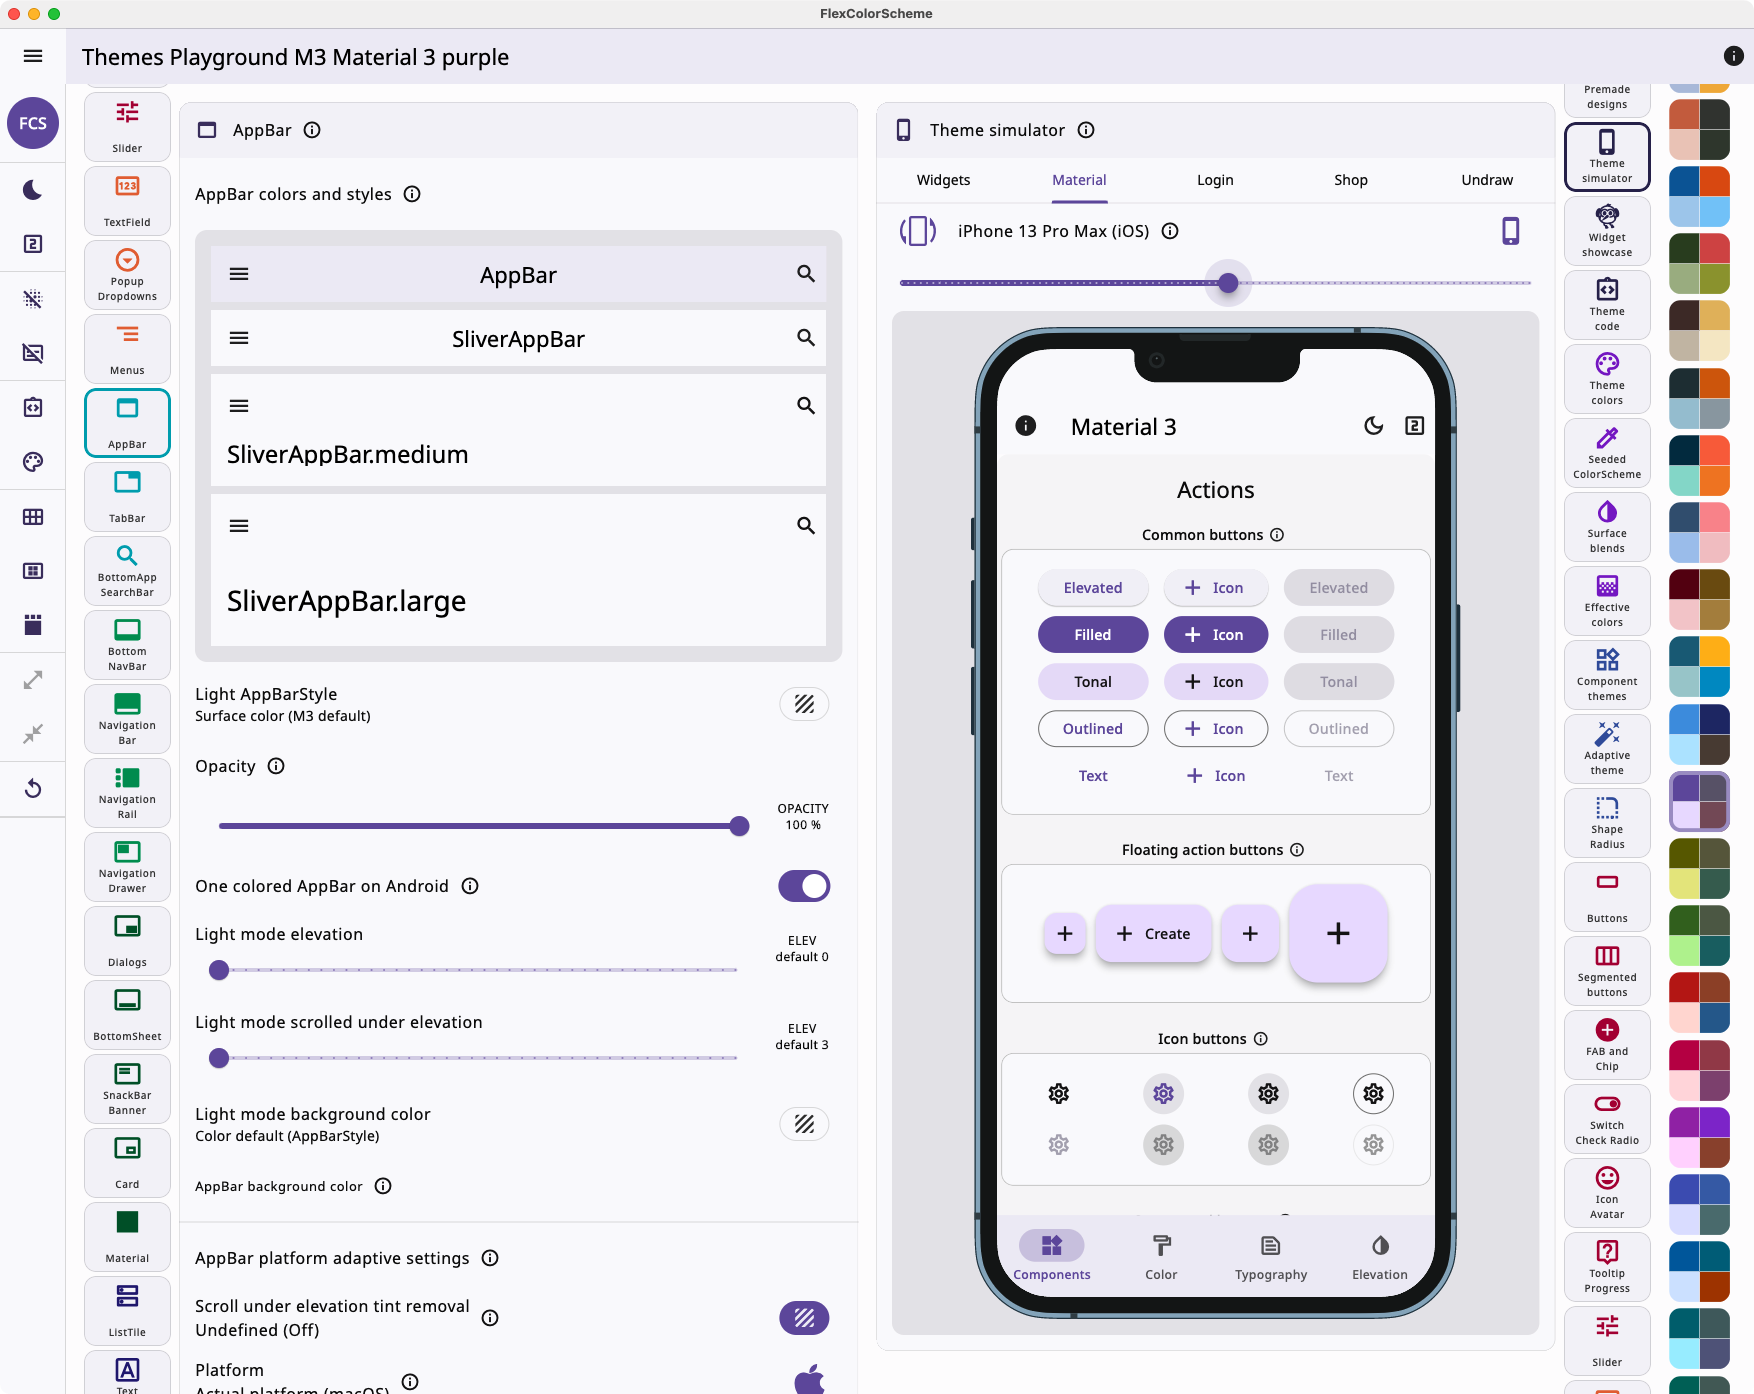 FlexColorScheme
Themes Playground M3 Material 3 purple
FCS
Slider
123
TextField
Popup
Dropdowns
Menus
AppBar
TabBar
BottomApp
SearchBar
Bottom
NavBar
Navigation
Bar
Navigation
Rail
Navigation
Drawer
Dialogs
BottomSheet
SnackBar
Banner
Card
Material
ListTile
Text
AppBar
AppBar colors and styles
AppBar
SliverAppBar
SliverAppBar.medium
SliverAppBar.large
Light AppBarStyle
Surface color (M3 default)
Opacity
OPACITY
100 %
One colored AppBar on Android
Light mode elevation
ELEV
default 0
Light mode scrolled under elevation
ELEV
default 3
Light mode background color
Color default (AppBarStyle)
AppBar background color
AppBar platform adaptive settings
Scroll under elevation tint removal
Undefined (Off)
Platform
Actual platform (macOS)
Theme simulator
Widgets
Material
Login
Shop
Undraw
iPhone 13 Pro Max (iOS)
Material 3
Actions
Common buttons
Elevated
Icon
Elevated
Filled
Icon
Filled
Tonal
Icon
Tonal
Outlined
Icon
Outlined
Text
Icon
Text
Floating action buttons
Create
Icon buttons
Components
Color
Typography
Elevation
Premade
designs
Theme
simulator
Widget
showcase
Theme
code
Theme
colors
Seeded
ColorScheme
Surface
blends
Effective
colors
Component
themes
Adaptive
theme
Shape
Radius
Buttons
Segmented
buttons
FAB and
Chip
Switch
Check Radio
Icon
Avatar
Tooltip
Progress
Slider